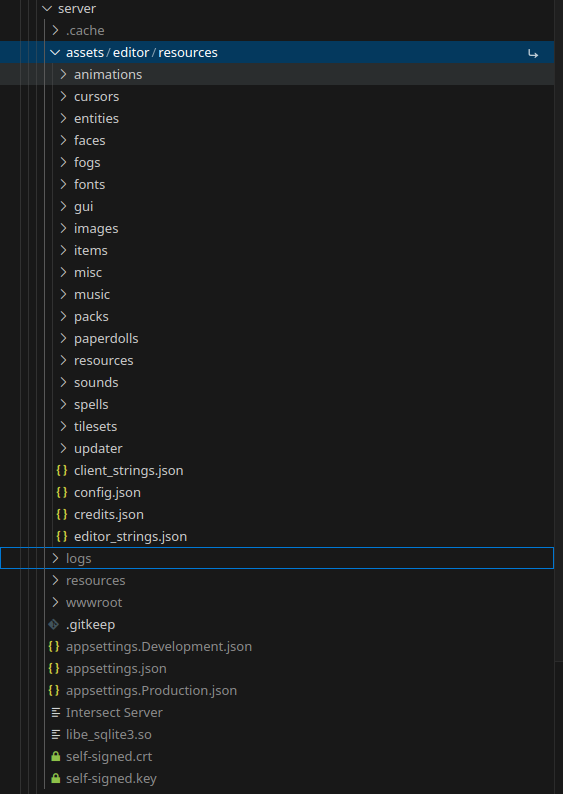 server
.cache
assets / editor / resources
animations
cursors
entities
faces
fogs
fonts
gui
images
items
misc
music
packs
paperdolls
resources
sounds
spells
tilesets
updater
{} client_strings.json
{} config.json
{} credits.json
{} editor_strings.json
logs
resources
wwwroot
.gitkeep
{} appsettings.Development.json
{} appsettings.json
{} appsettings.Production.json
Intersect Server
libe_sqlite3.so
self-signed.crt
self-signed.key